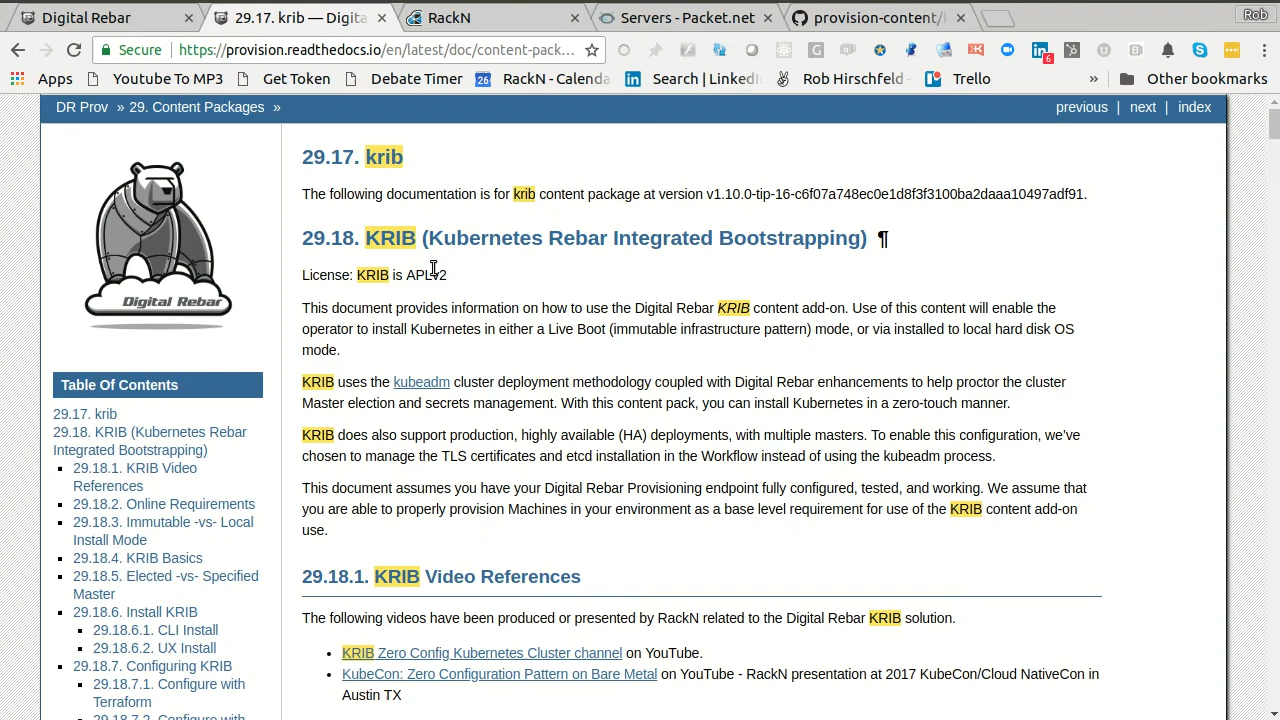 Digital Rebar
29.17. krib — Digita
RackN
Servers - Packet.net
provision-content/k
Rob
Secure
https://provision.readthedocs.io/en/latest/doc/content-pack...
6
Apps
Youtube To MP3
Get Token
Debate Timer
26
RackN - Calenda
Search | LinkedI
Rob Hirschfeld -
Trello
»
Other bookmarks
DR Prov » 29. Content Packages »
previous | next | index
Digital Rebar
Table Of Contents
29.17. krib
29.18. KRIB (Kubernetes Rebar
Integrated Bootstrapping)
29.18.1. KRIB Video
References
29.18.2. Online Requirements
29.18.3. Immutable -vs- Local
Install Mode
29.18.4. KRIB Basics
29.18.5. Elected -vs- Specified
Master
29.18.6. Install KRIB
29.18.6.1. CLI Install
29.18.6.2. UX Install
29.18.7. Configuring KRIB
29.18.7.1. Configure with
Terraform
29.18.7.2. Configure with
29.17. krib
The following documentation is for krib content package at version v1.10.0-tip-16-c6f07a748ec0e1d8f3f3100ba2daaa10497adf91.
29.18. KRIB (Kubernetes Rebar Integrated Bootstrapping) ¶
License: KRIB is APLv2
This document provides information on how to use the Digital Rebar KRIB content add-on. Use of this content will enable the
operator to install Kubernetes in either a Live Boot (immutable infrastructure pattern) mode, or via installed to local hard disk OS
mode.
KRIB uses the kubeadm cluster deployment methodology coupled with Digital Rebar enhancements to help proctor the cluster
Master election and secrets management. With this content pack, you can install Kubernetes in a zero-touch manner.
KRIB does also support production, highly available (HA) deployments, with multiple masters. To enable this configuration, we've
chosen to manage the TLS certificates and etcd installation in the Workflow instead of using the kubeadm process.
This document assumes you have your Digital Rebar Provisioning endpoint fully configured, tested, and working. We assume that
you are able to properly provision Machines in your environment as a base level requirement for use of the KRIB content add-on
use.
29.18.1. KRIB Video References
The following videos have been produced or presented by RackN related to the Digital Rebar KRIB solution.
KRIB Zero Config Kubernetes Cluster channel on YouTube.
KubeCon: Zero Configuration Pattern on Bare Metal on YouTube - RackN presentation at 2017 KubeCon/Cloud NativeCon in
Austin TX